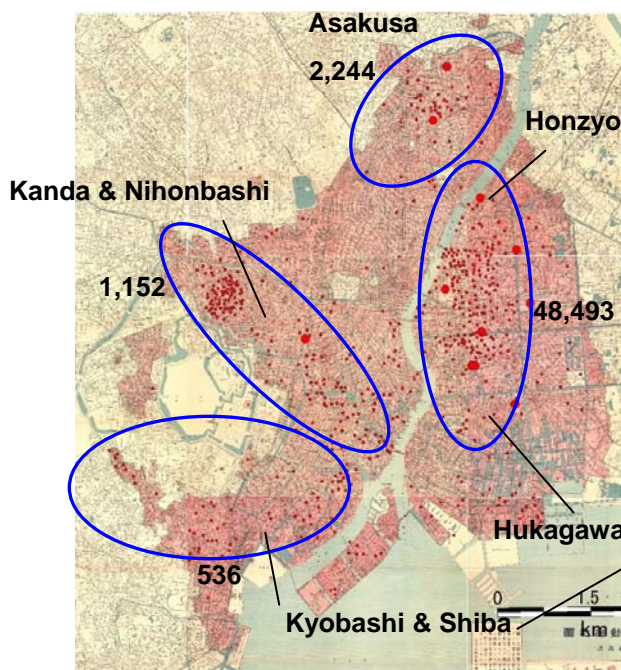 Asakusa
2,244
Honzyo
Kanda & Nihonbashi
1,152
48,493
Hukagawa
536
Kyobashi & Shiba
0 1.5
km